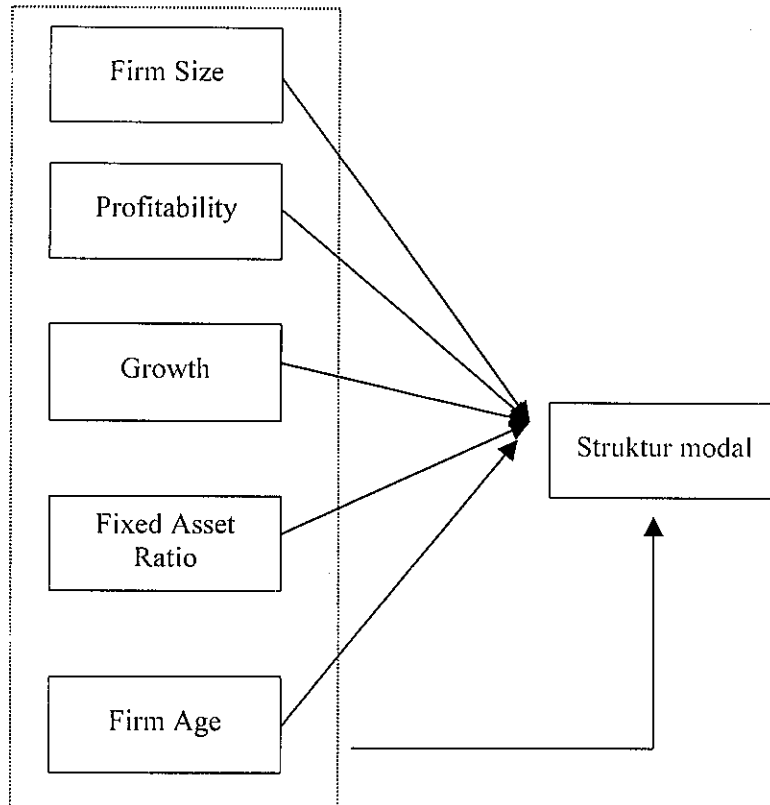 Firm Size
Profitability
Growth
Fixed Asset
Ratio
Firm Age
Struktur modal